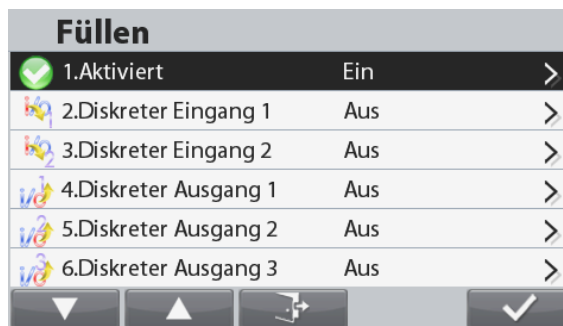 Füllen
1.Aktiviert Ein
2.Diskreter Eingang 1 Aus
3.Diskreter Eingang 2 Aus
4.Diskreter Ausgang 1 Aus
5.Diskreter Ausgang 2 Aus
6.Diskreter Ausgang 3 Aus